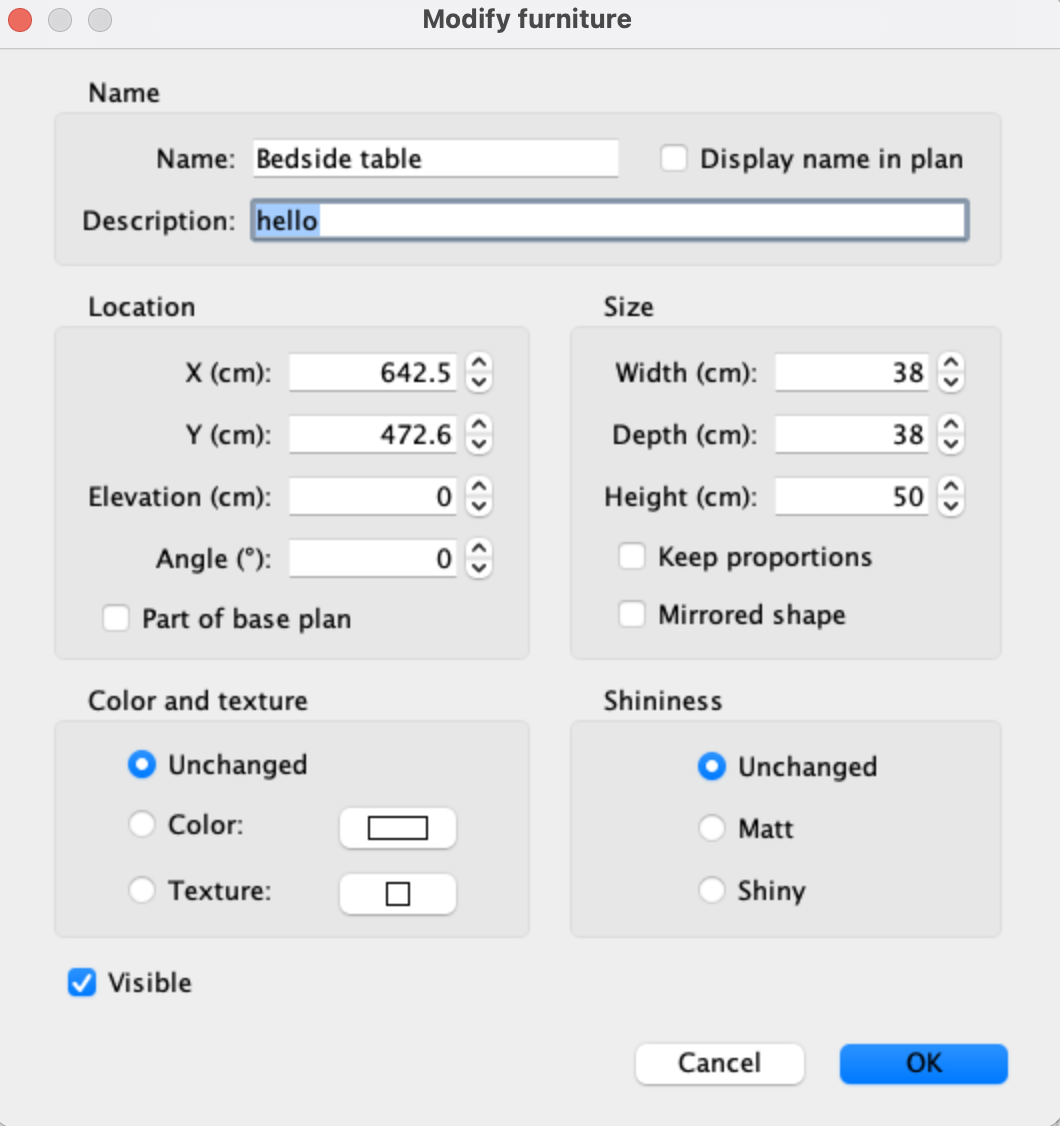 Modify furniture
Name
Name: Bedside table Display name in plan
Description: hello
Location
X (cm): 642.5
Y (cm): 472.6
Elevation (cm): 0
Angle (°): 0
Part of base plan
Size
Width (cm): 38
Depth (cm): 38
Height (cm): 50
Keep proportions
Mirrored shape
Color and texture
Unchanged
Color:
Texture:
Shininess
Unchanged
Matt
Shiny
Visible
Cancel OK